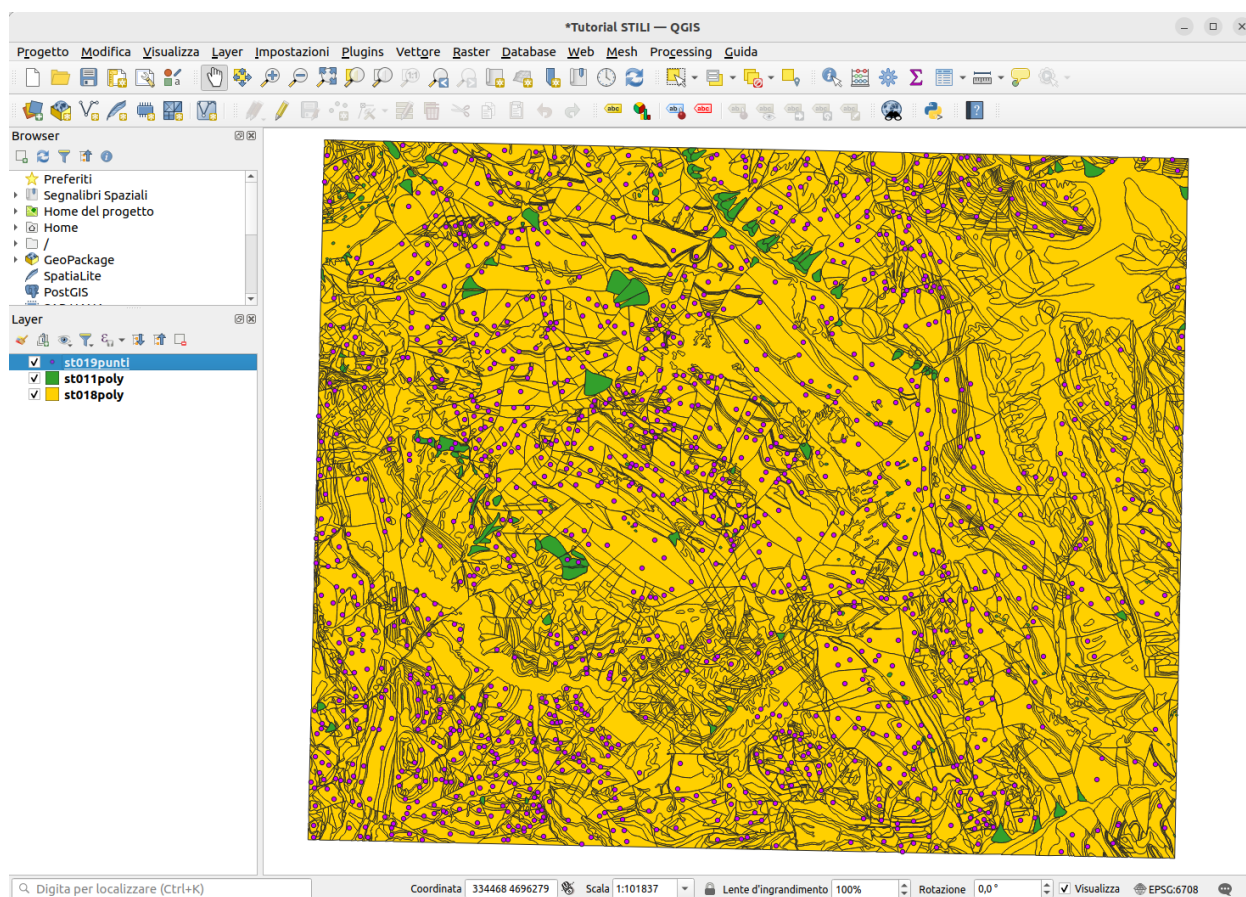 *Tutorial STILI — QGIS
Progetto Modifica Visualizza Layer Impostazioni Plugins Vettore Raster Database Web Mesh Processing Guida
Browser
Preferiti
Segnalibri Spaziali
Home del progetto
Home
/
GeoPackage
SpatiaLite
PostGIS
Layer
st019punti
st011poly
st018poly
Digita per localizzare (Ctrl+K) Coordinata 334468 4696279 Scala 1:101837 Lente d'ingrandimento 100% Rotazione 0,0 ° Visualizza EPSG:6708